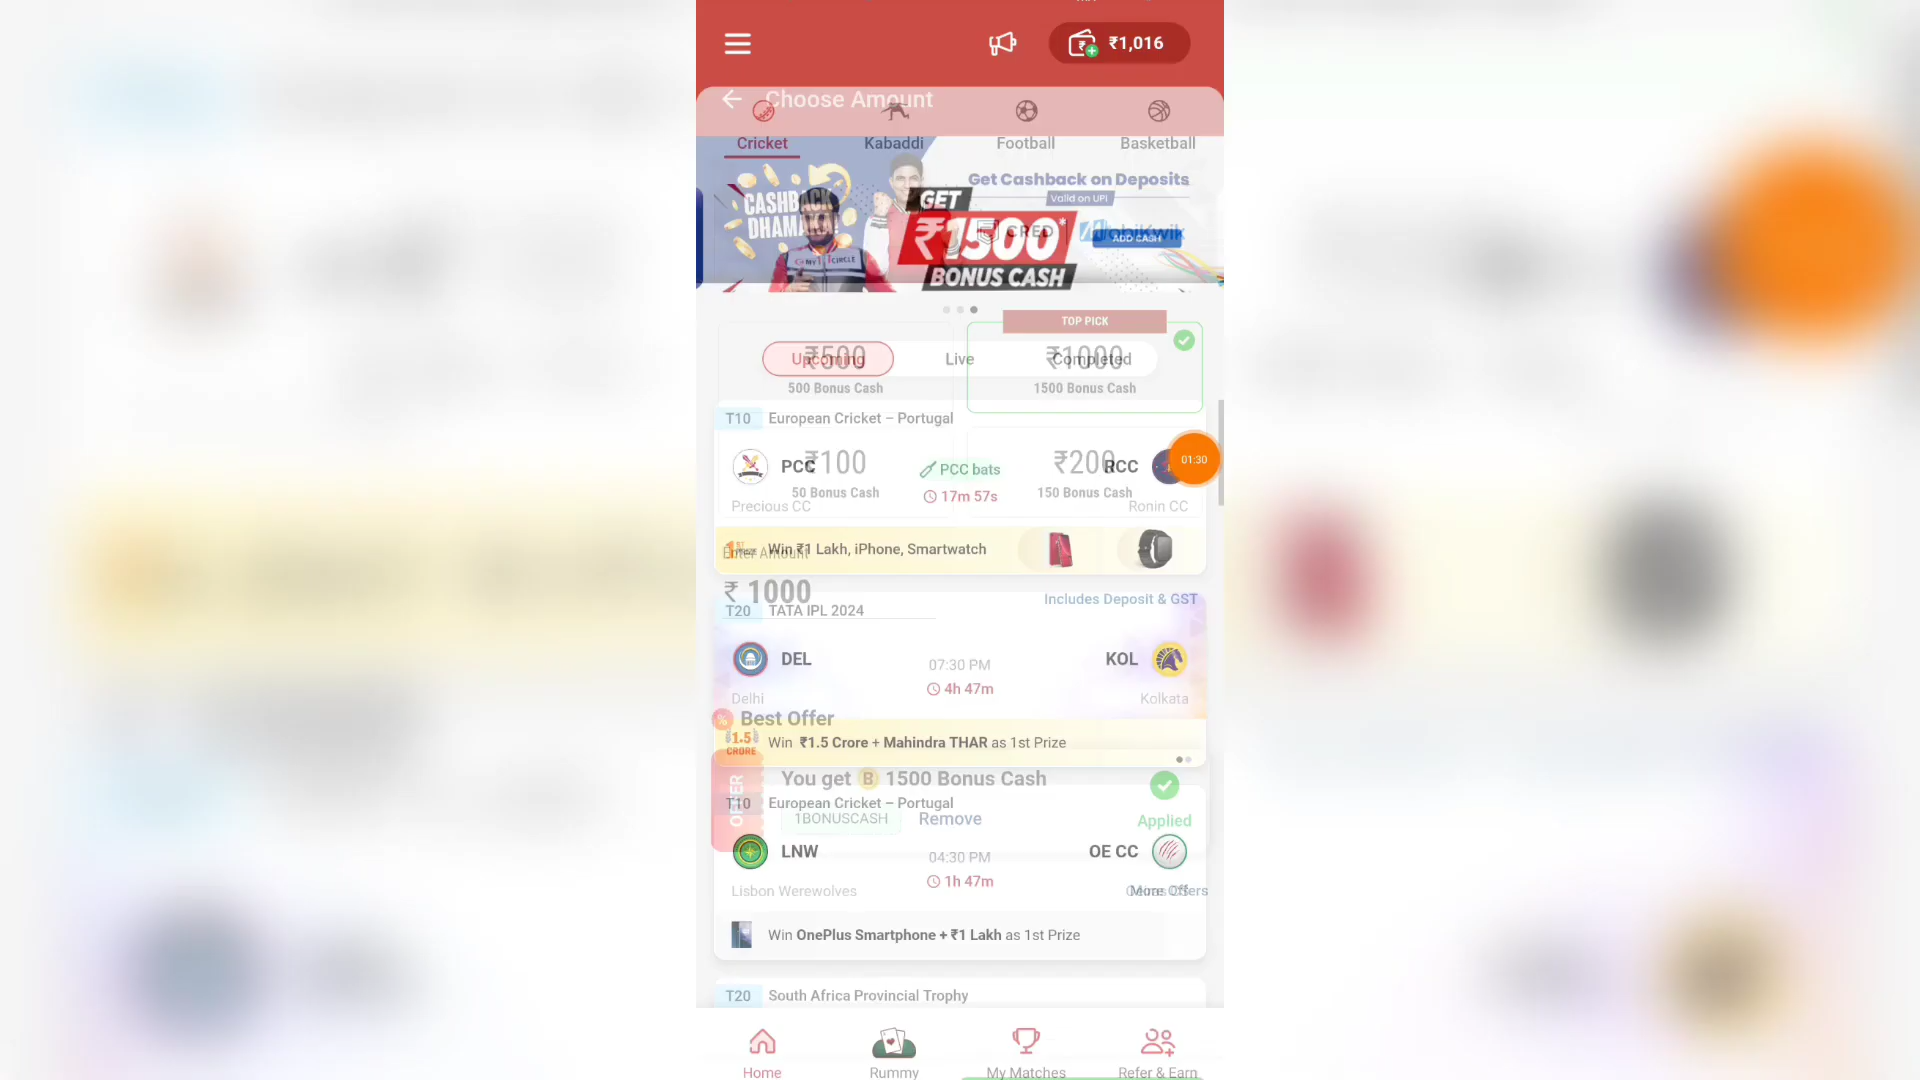 ₹1,016
Choose Amount
Cricket
Kabaddi
Football
Basketball
CASHBACK
DHAMAKA
Get Cashback on Deposits
Valid on UPI
GET
₹1500*
BONUS CASH
CRED
MobiKwik
ADD CASH
MY11CIRCLE
TOP PICK
Upcoming
Live
Completed
₹500
500 Bonus Cash
₹1000
1500 Bonus Cash
T10 European Cricket – Portugal
PCC
PCC bats
RCC
01:30
₹100
50 Bonus Cash
₹200
150 Bonus Cash
17m 57s
Precious CC
Ronin CC
Win ₹1 Lakh, iPhone, Smartwatch
Enter Amount
₹ 1000
Includes Deposit & GST
T20 TATA IPL 2024
DEL
07:30 PM
KOL
4h 47m
Delhi
Kolkata
Best Offer
1.5
CRORE
Win ₹1.5 Crore + Mahindra THAR as 1st Prize
OFFER
You get B 1500 Bonus Cash
T10 European Cricket – Portugal
1BONUSCASH
Remove
Applied
LNW
04:30 PM
OE CC
1h 47m
Lisbon Werewolves
More Offers
Win OnePlus Smartphone + ₹1 Lakh as 1st Prize
T20 South Africa Provincial Trophy
Home
Rummy
My Matches
Refer & Earn